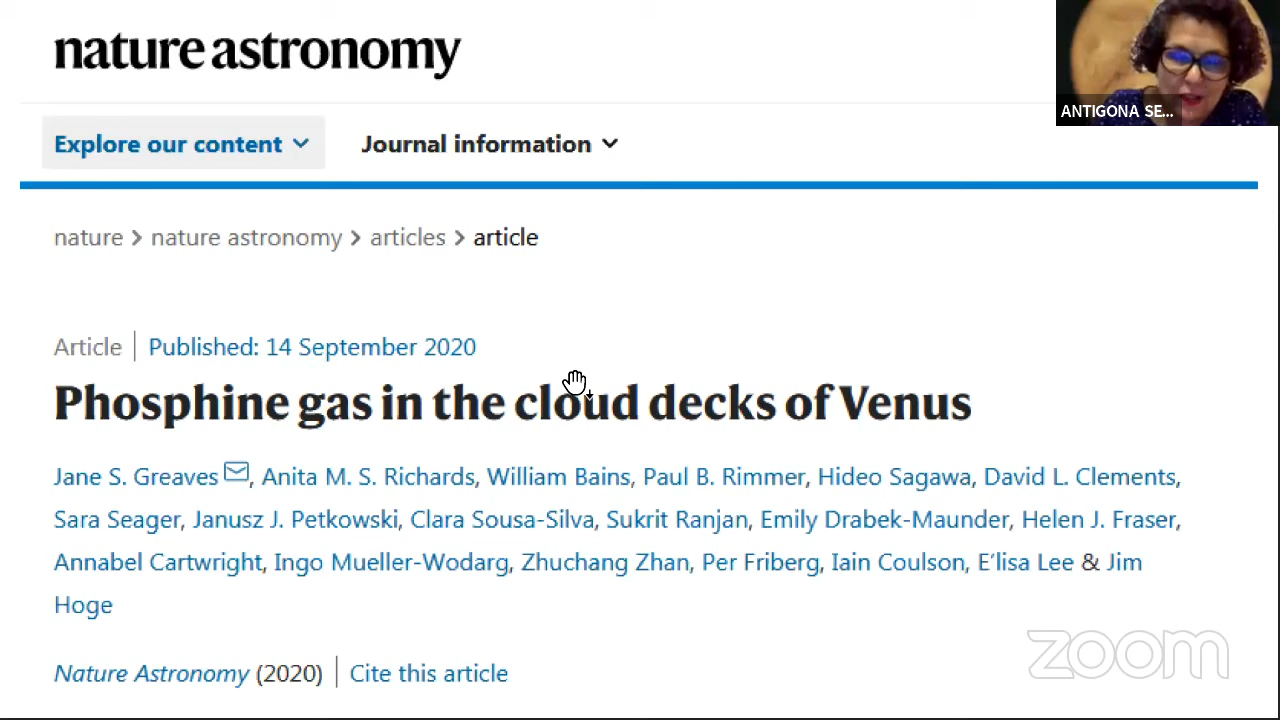 nature astronomy
ANTIGONA SE...
Explore our content
Journal information
nature > nature astronomy > articles > article
Article | Published: 14 September 2020
Phosphine gas in the cloud decks of Venus
Jane S. Greaves, Anita M. S. Richards, William Bains, Paul B. Rimmer, Hideo Sagawa, David L. Clements,
Sara Seager, Janusz J. Petkowski, Clara Sousa-Silva, Sukrit Ranjan, Emily Drabek-Maunder, Helen J. Fraser,
Annabel Cartwright, Ingo Mueller-Wodarg, Zhuchang Zhan, Per Friberg, Iain Coulson, E’lisa Lee & Jim
Hoge
zoom
Nature Astronomy (2020) | Cite this article